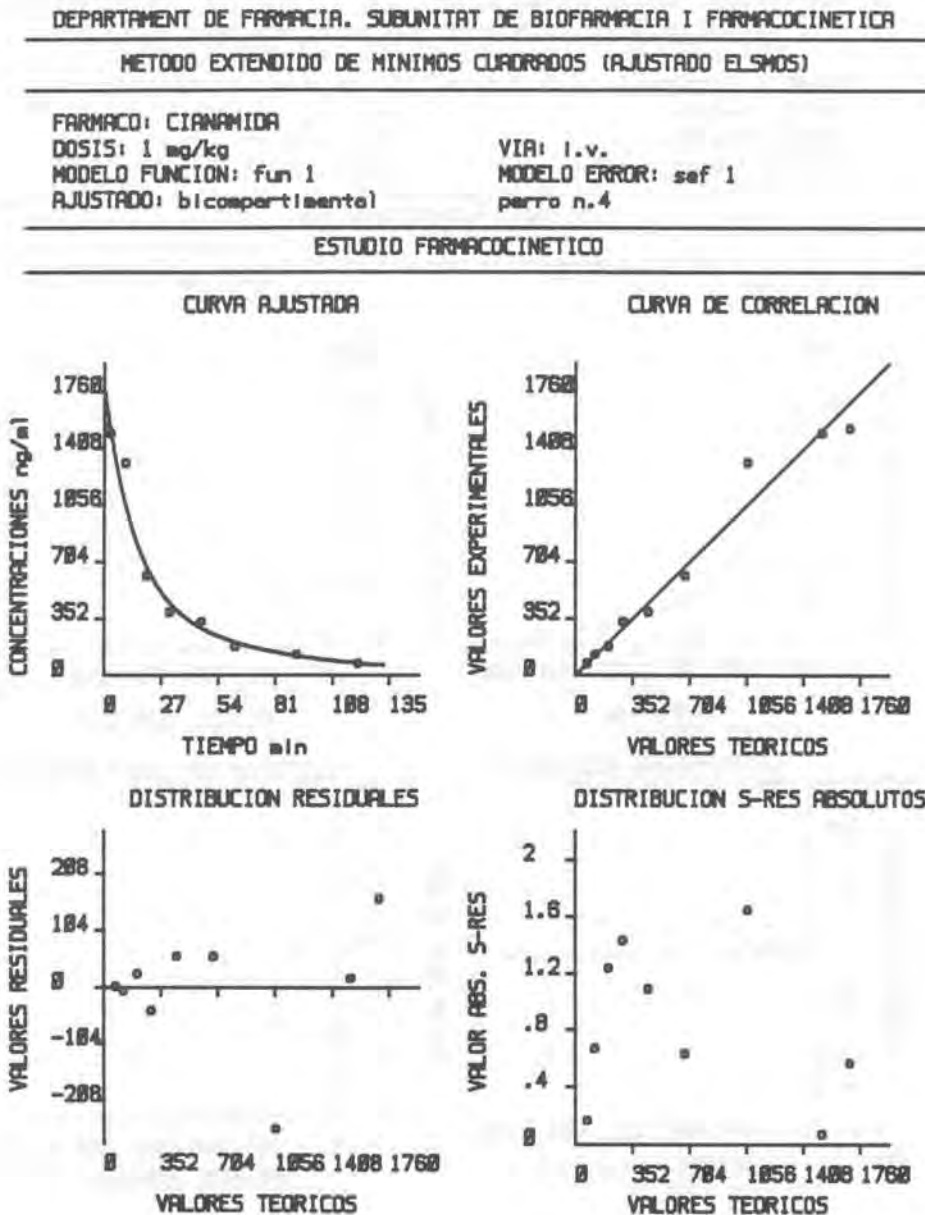 DEPARTAMENT DE FARMACIA. SUBUNITAT DE BIOFARMACIA I FARMACOCINETICA
METODO EXTENDIDO DE MINIMOS CUADRADOS (AJUSTADO ELSMOS)
FARMACO: CIANAMIDA
DOSIS: 1 mg/kg
VIA: i.v.
MODELO FUNCION: fun 1
MODELO ERROR: sef 1
AJUSTADO: bicompartimental
perro n.4
ESTUDIO FARMACOCINETICO
CURVA AJUSTADA
CONCENTRACIONES ng/ml
1760
1408
1056
704
352
0
0 27 54 81 108 135
TIEMPO min
CURVA DE CORRELACION
VALORES EXPERIMENTALES
1760
1408
1056
704
352
0
0 352 704 1056 1408 1760
VALORES TEORICOS
DISTRIBUCION RESIDUALES
VALORES RESIDUALES
208
104
0
-104
-208
0 352 704 1056 1408 1760
VALORES TEORICOS
DISTRIBUCION S-RES ABSOLUTOS
VALOR ABS. S-RES
2
1.6
1.2
.8
.4
0
0 352 704 1056 1408 1760
VALORES TEORICOS